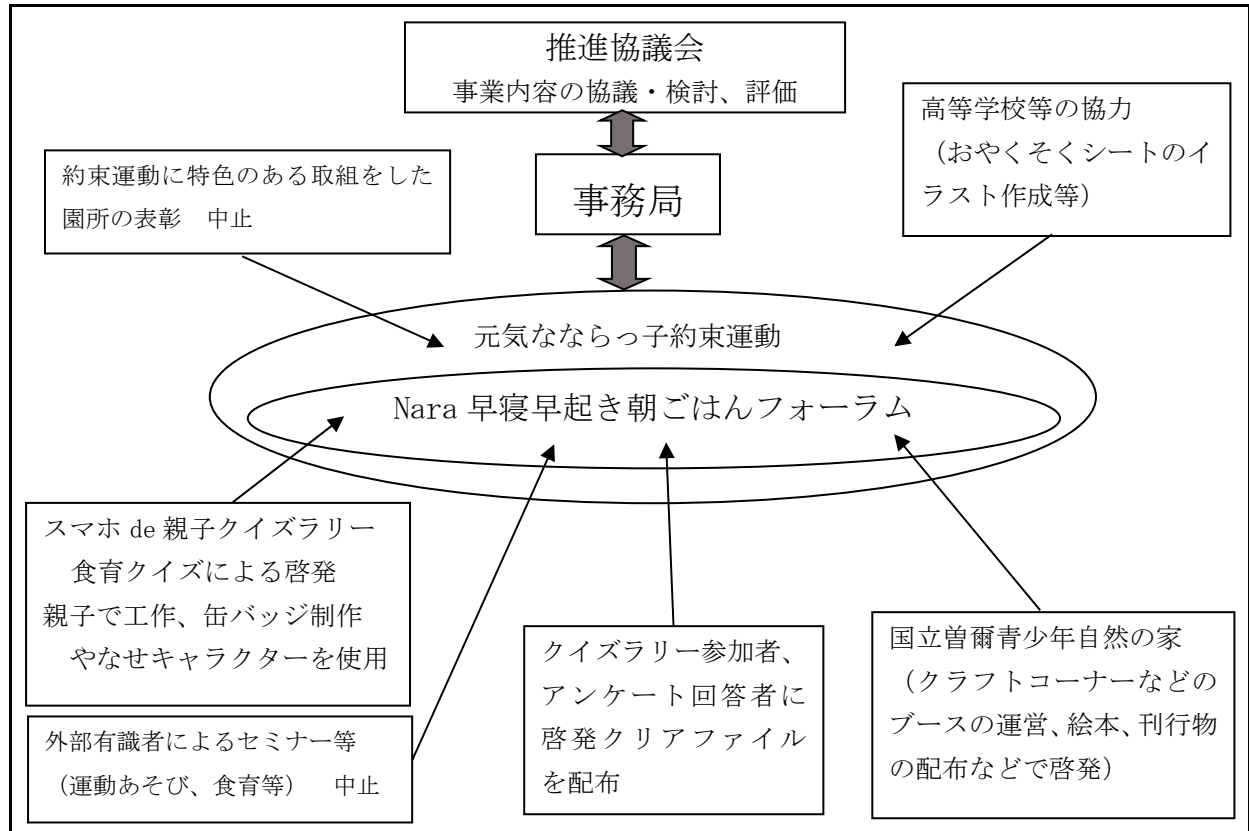 推進協議会
事業内容の協議・検討、評価
高等学校等の協力
（おやくそくシートのイ
ラスト作成等）
約束運動に特色のある取組をした
園所の表彰　中止
事務局
元気なならっ子約束運動
Nara 早寝早起き朝ごはんフォーラム
スマホ de 親子クイズラリー
食育クイズによる啓発
親子で工作、缶バッジ制作
やなせキャラクターを使用
外部有識者によるセミナー等
（運動あそび、食育等）　中止
クイズラリー参加者、
アンケート回答者に
啓発クリアファイル
を配布
国立曽爾青少年自然の家
（クラフトコーナーなどの
ブースの運営、絵本、刊行物
の配布などで啓発）